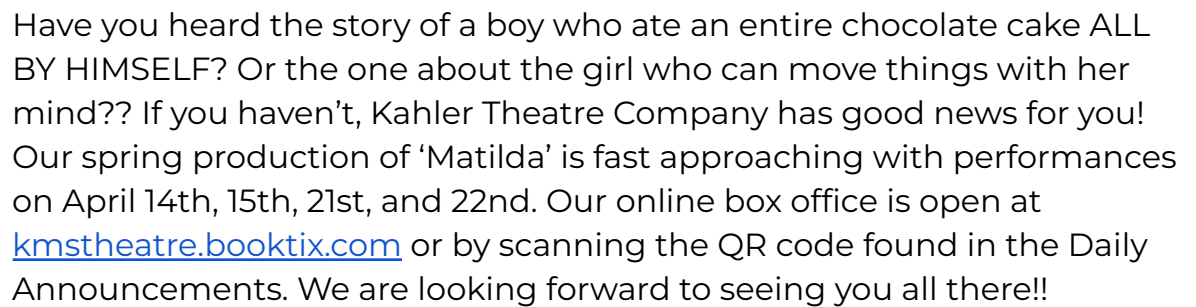 Have you heard the story of a boy who ate an entire chocolate cake ALL
BY HIMSELF? Or the one about the girl who can move things with her
mind?? If you haven’t, Kahler Theatre Company has good news for you!
Our spring production of ‘Matilda’ is fast approaching with performances
on April 14th, 15th, 21st, and 22nd. Our online box office is open at
kmstheatre.booktix.com or by scanning the QR code found in the Daily
Announcements. We are looking forward to seeing you all there!!